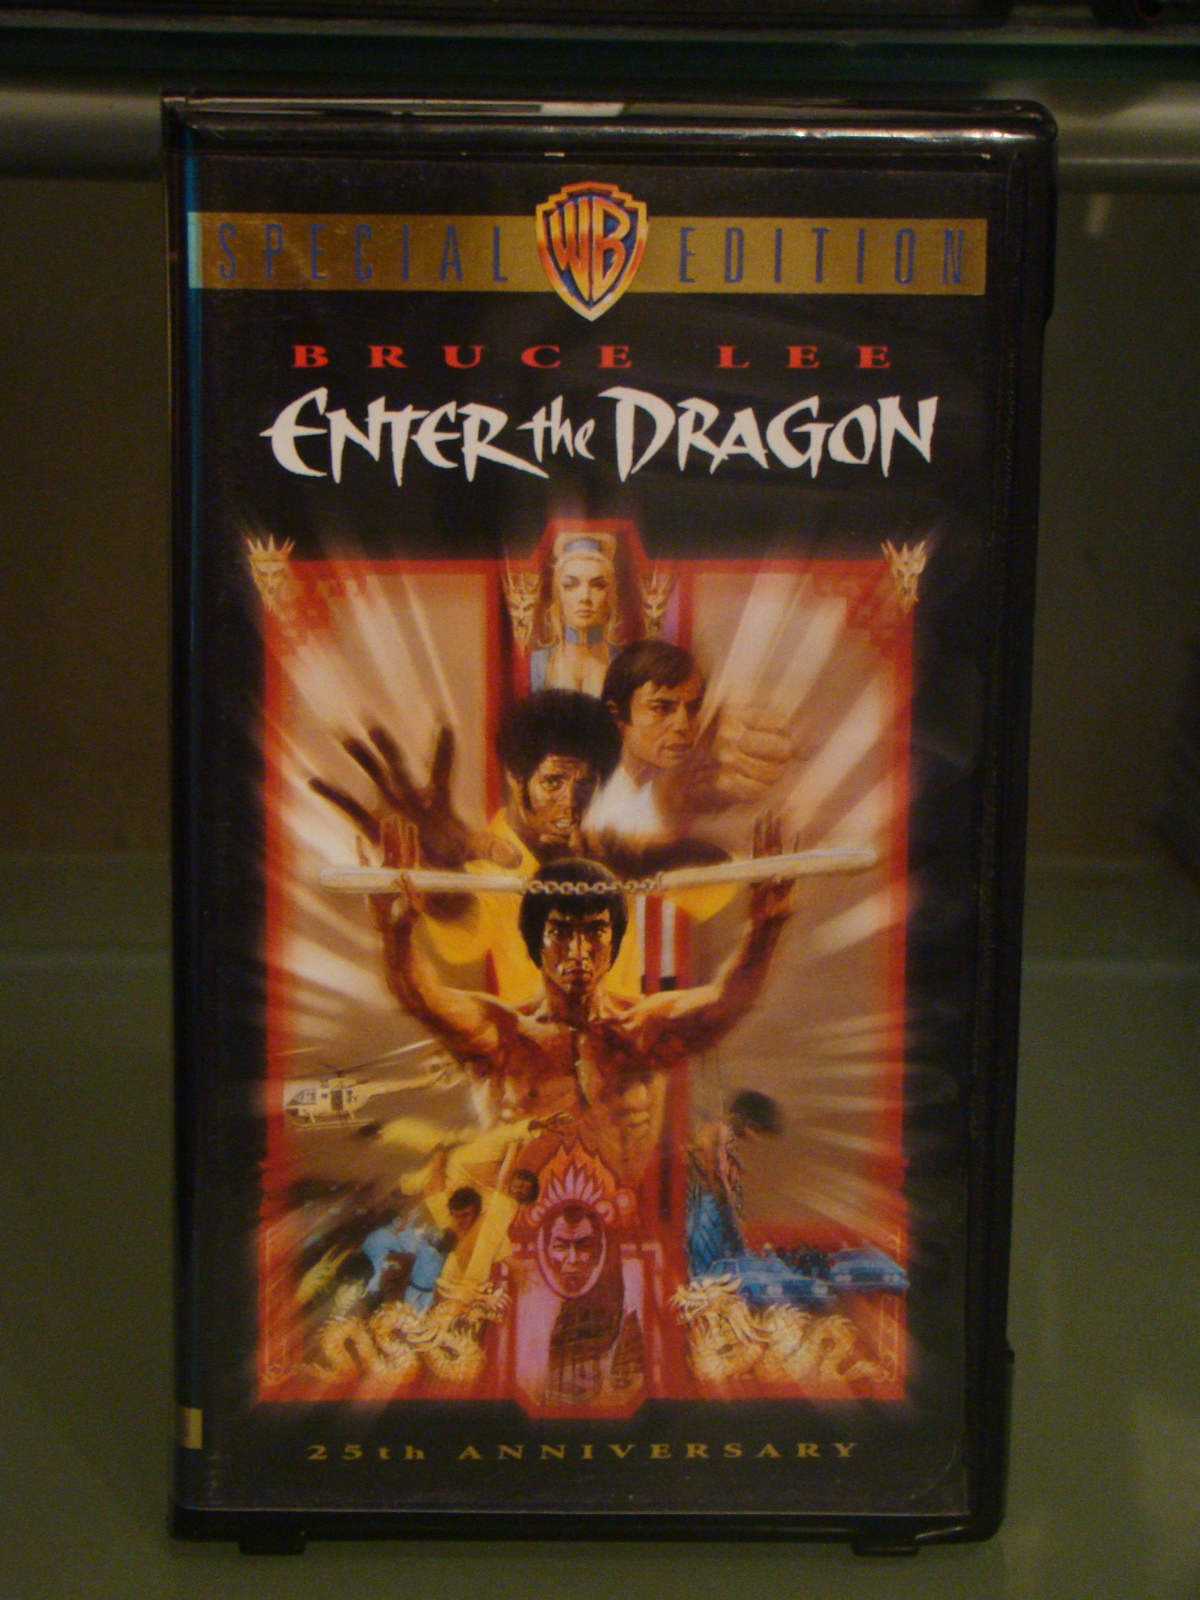 SPECIAL WB EDITION
BRUCE LEE
ENTER the DRAGON
25th ANNIVERSARY